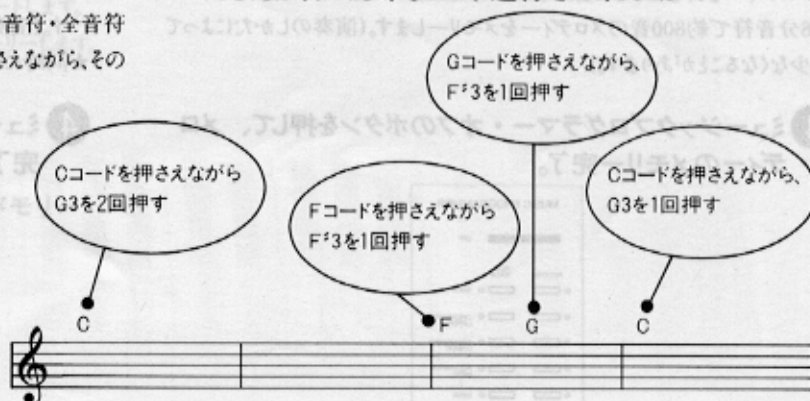 音符・全音符
さえながら、その
Gコードを押さえながら、
F♯3を1回押す
Cコードを押さえながら
G3を2回押す
Fコードを押さえながら
F♯3を1回押す
Cコードを押さえながら、
G3を1回押す
C
F
G
C